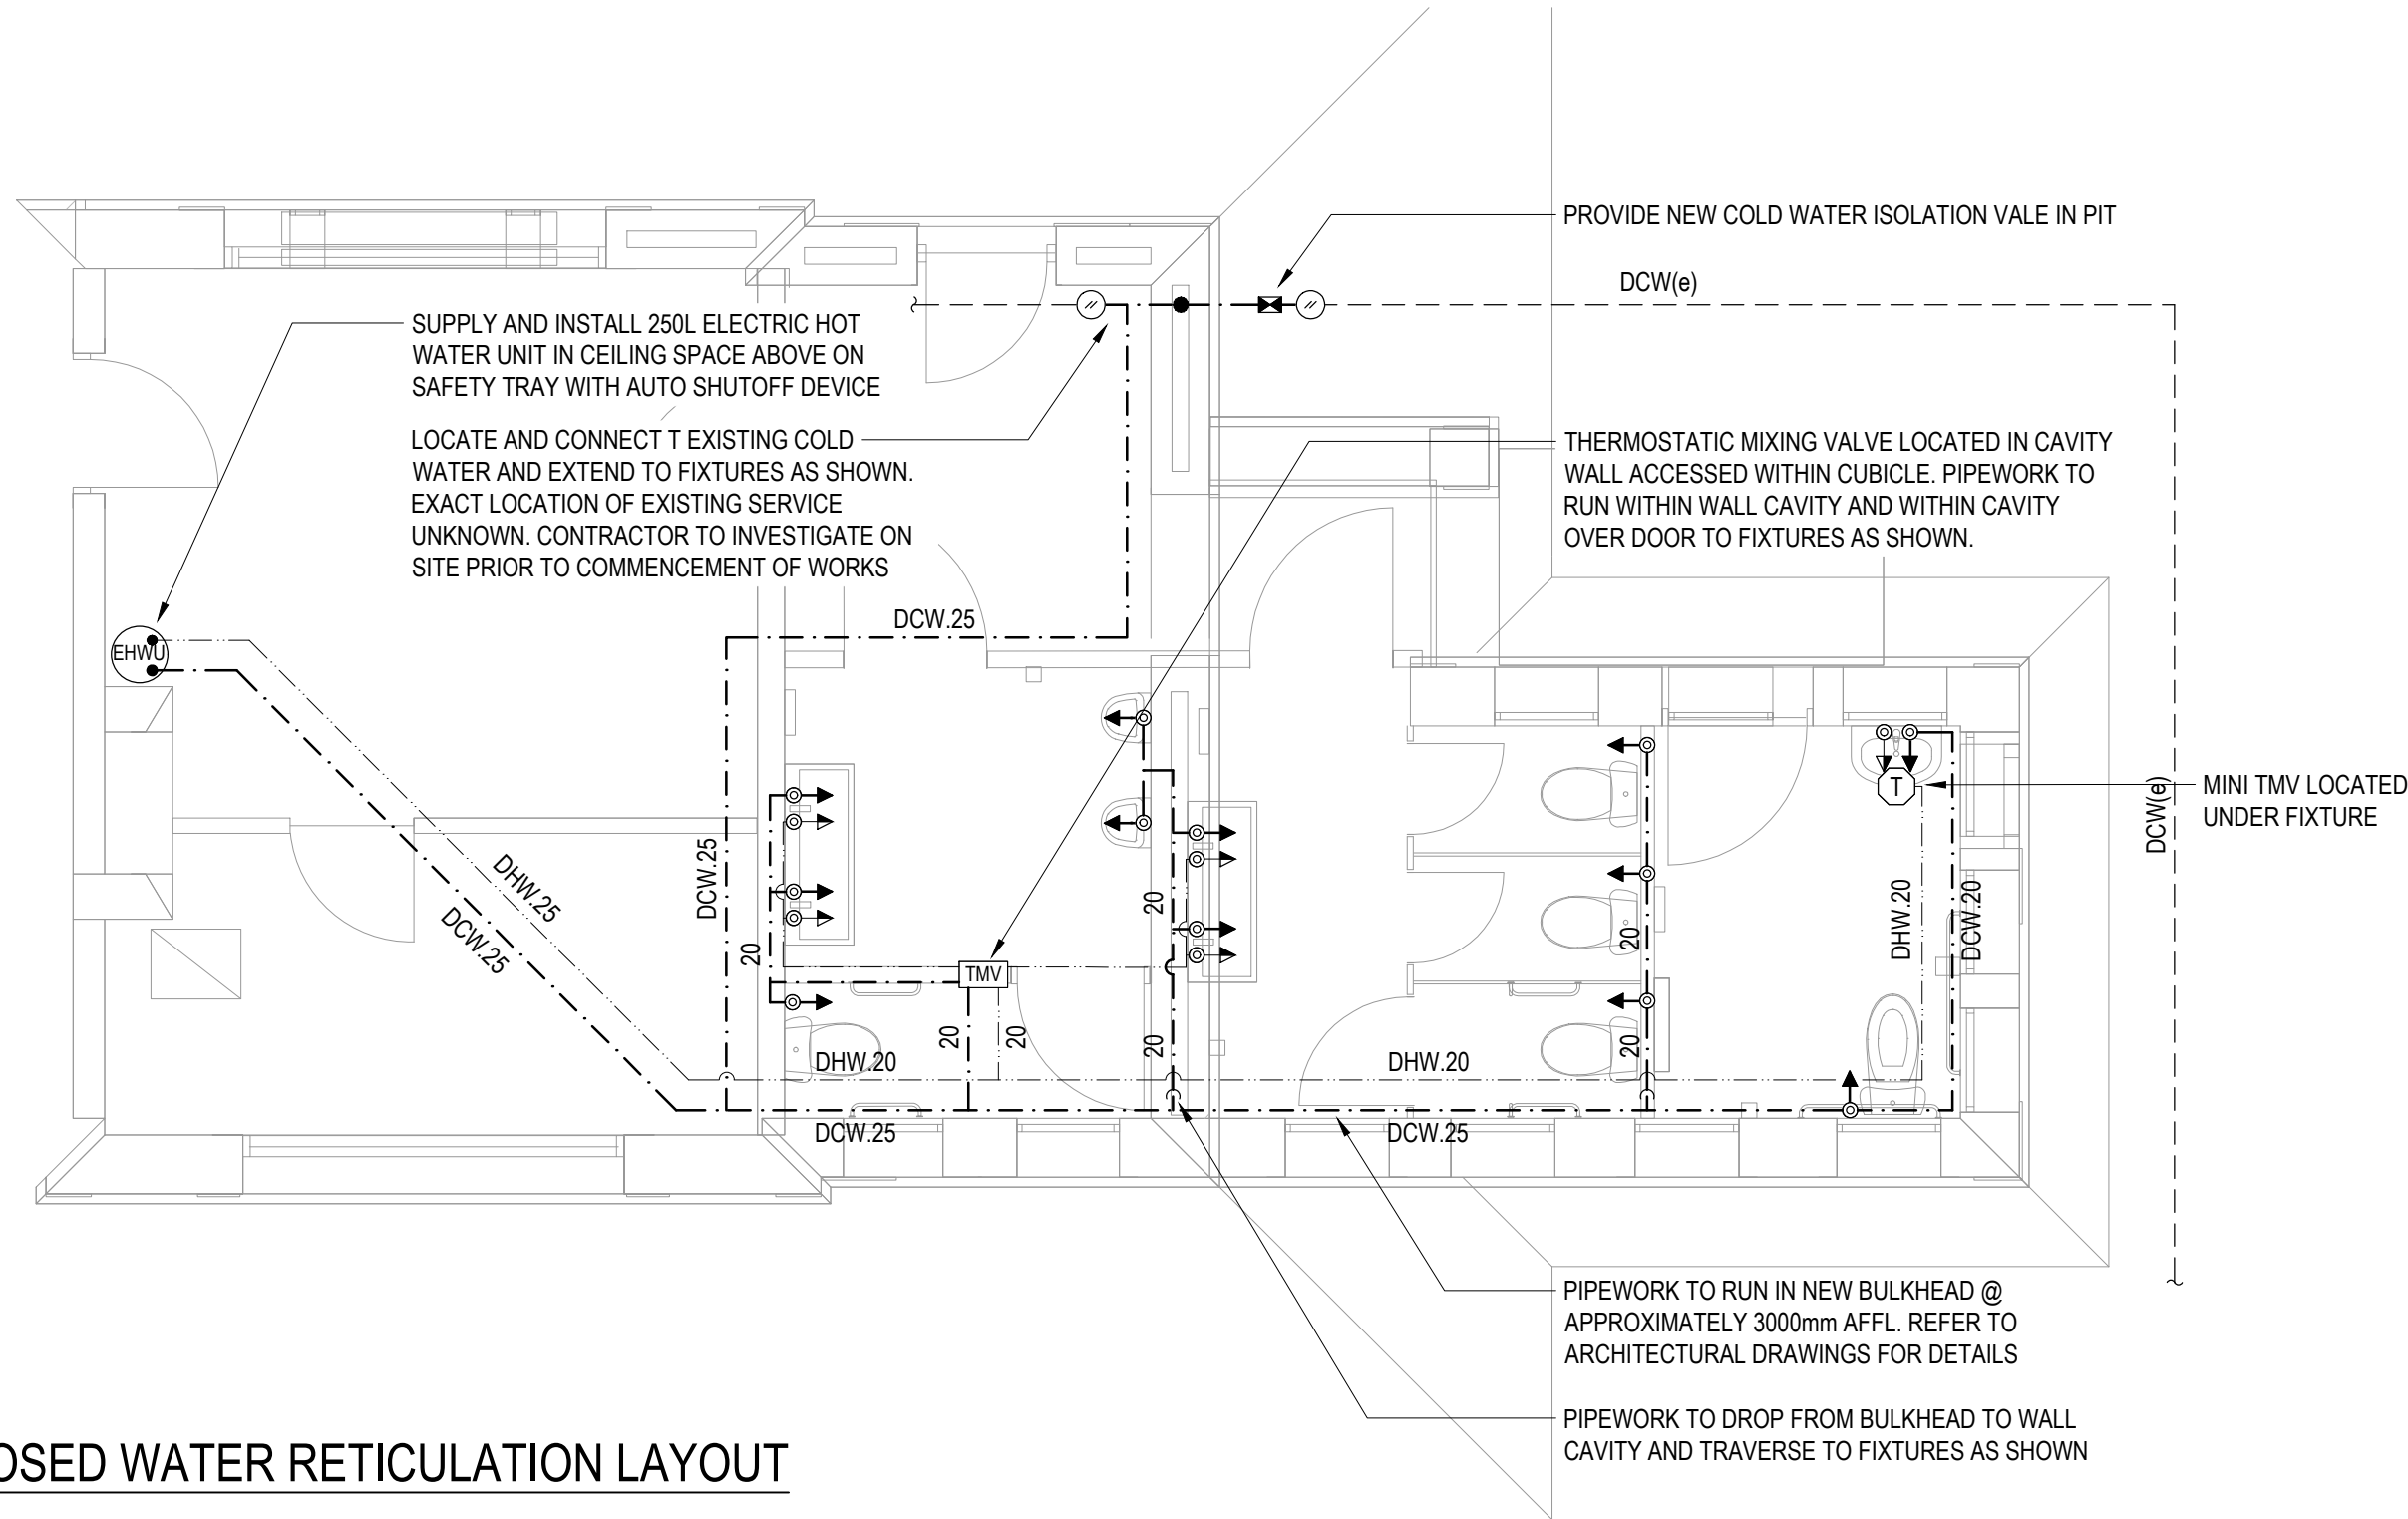 PROVIDE NEW COLD WATER ISOLATION VALE IN PIT
DCW(e)
SUPPLY AND INSTALL 250L ELECTRIC HOT
WATER UNIT IN CEILING SPACE ABOVE ON
SAFETY TRAY WITH AUTO SHUTOFF DEVICE
LOCATE AND CONNECT T EXISTING COLD
WATER AND EXTEND TO FIXTURES AS SHOWN.
EXACT LOCATION OF EXISTING SERVICE
UNKNOWN. CONTRACTOR TO INVESTIGATE ON
SITE PRIOR TO COMMENCEMENT OF WORKS
THERMOSTATIC MIXING VALVE LOCATED IN CAVITY
WALL ACCESSED WITHIN CUBICLE. PIPEWORK TO
RUN WITHIN WALL CAVITY AND WITHIN CAVITY
OVER DOOR TO FIXTURES AS SHOWN.
DCW.25
EHWU
T
MINI TMV LOCATED
UNDER FIXTURE
DCW(e)
DHW.25
DCW.25
DCW.25
20
20
20
DHW.20
DCW.20
TMV
20
20
20
20
DHW.20
DHW.20
DCW.25
DCW.25
PIPEWORK TO RUN IN NEW BULKHEAD @
APPROXIMATELY 3000mm AFFL. REFER TO
ARCHITECTURAL DRAWINGS FOR DETAILS
PIPEWORK TO DROP FROM BULKHEAD TO WALL
CAVITY AND TRAVERSE TO FIXTURES AS SHOWN
OSED WATER RETICULATION LAYOUT